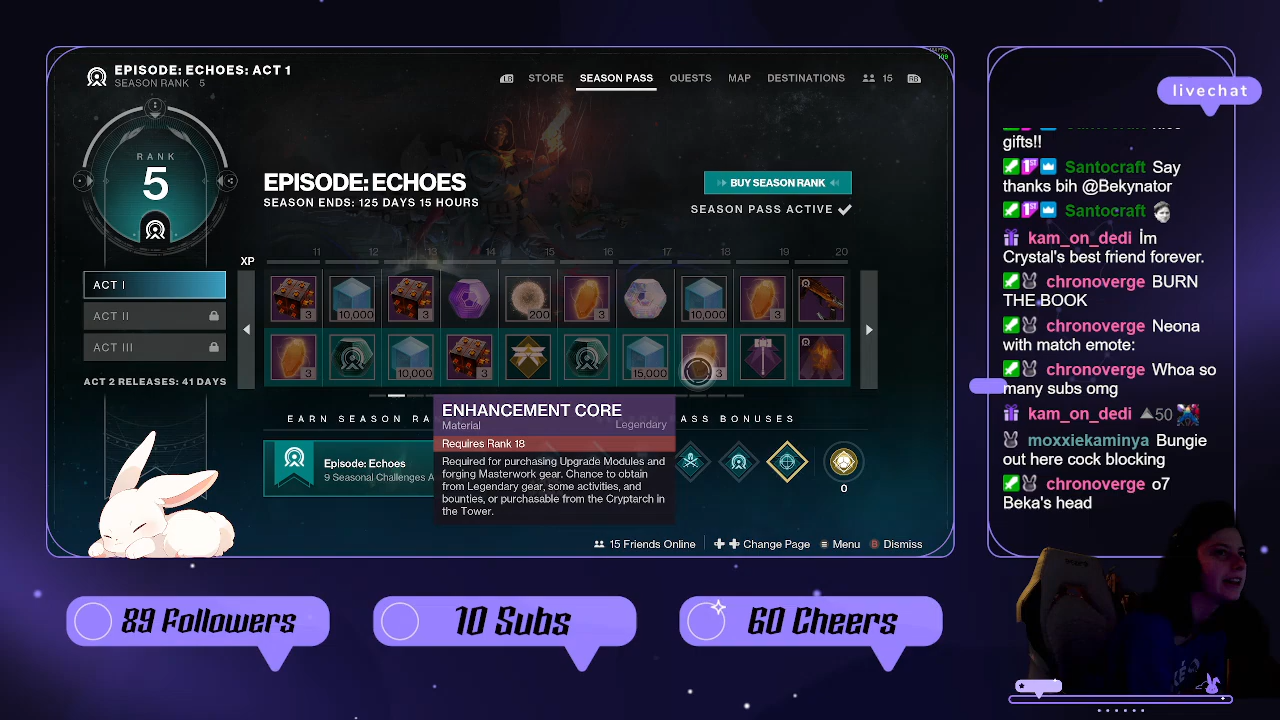 EPISODE: ECHOES: ACT 1
SEASON RANK 5
STORE SEASON PASS QUESTS MAP DESTINATIONS 15
RANK
5
EPISODE: ECHOES
SEASON ENDS: 125 DAYS 15 HOURS
BUY SEASON RANK
SEASON PASS ACTIVE
XP
11 12 13 14 15 16 17 18 19 20
ACT I
ACT II
ACT III
ACT 2 RELEASES: 41 DAYS
3 10,000 3 200 3 10,000 3
3 10,000 3 15,000 3
EARN SEASON RA
ASS BONUSES
ENHANCEMENT CORE
Material Legendary
Requires Rank 18
Required for purchasing Upgrade Modules and
forging Masterwork gear. Chance to obtain
from Legendary gear, some activities, and
bounties, or purchasable from the Cryptarch in
the Tower.
Episode: Echoes
9 Seasonal Challenges A
0
15 Friends Online Change Page Menu Dismiss
livechat
gifts!!
Santocraft Say
thanks bih @Bekynator
Santocraft
kam_on_dedi İm
Crystal's best friend forever.
chronoverge BURN
THE BOOK
chronoverge Neona
with match emote:
chronoverge Whoa so
many subs omg
kam_on_dedi 50
moxxiekaminya Bungie
out here cock blocking
chronoverge o7
Beka's head
89 Followers
10 Subs
60 Cheers